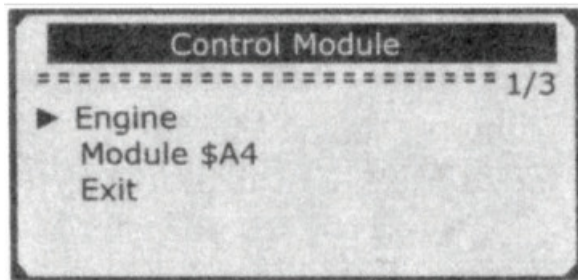 Control Module
==================== 1/3
► Engine
Module $A4
Exit